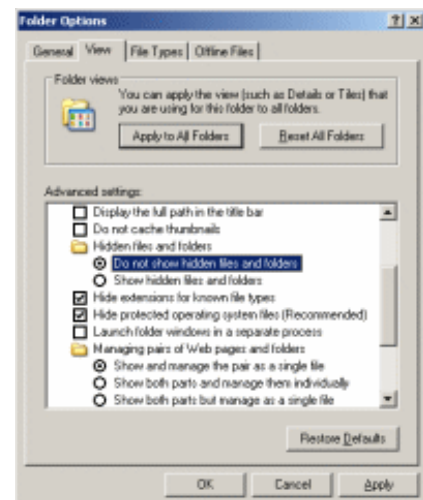 Folder Options
General View File Types Offline Files
Folder views
You can apply the view (such as Details or Tiles) that
you are using for this folder to all folders.
Apply to All Folders Reset All Folders
Advanced settings:
Display the full path in the title bar
Do not cache thumbnails
Hidden files and folders
Do not show hidden files and folders
Show hidden files and folders
Hide extensions for known file types
Hide protected operating system files (Recommended)
Launch folder windows in a separate process
Managing pairs of Web pages and folders
Show and manage the pair as a single file
Show both parts and manage them individually
Show both parts but manage as a single file
Restore Defaults
OK Cancel Apply